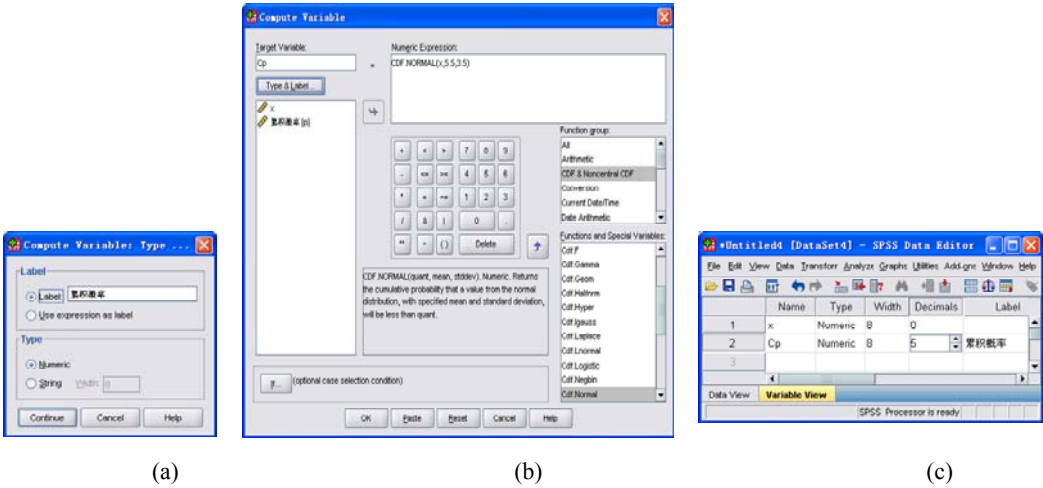 Compute Variable: Type ...
Label
Label: 累积概率
Use expression as label
Type
Numeric
String Width: 8
Continue Cancel Help
(a)
Compute Variable
Target Variable:
Cp
Type & Label...
x
累积概率 [p]
Numeric Expression:
=
CDF.NORMAL(x,5.5,3.5)
+ < > 7 8 9
- <= >= 4 5 6
* = ~= 1 2 3
/ & | 0 .
** ~ () Delete
CDF.NORMAL(quant, mean, stddev). Numeric. Returns
the cumulative probability that a value from the normal
distribution, with specified mean and standard deviation,
will be less than quant.
Function group:
All
Arithmetic
CDF & Noncentral CDF
Conversion
Current Date/Time
Date Arithmetic
Functions and Special Variables:
Cdf.F
Cdf.Gamma
Cdf.Geom
Cdf.Halfnrm
Cdf.Hyper
Cdf.Igauss
Cdf.Laplace
Cdf.Lnormal
Cdf.Logistic
Cdf.Negbin
Cdf.Normal
If... (optional case selection condition)
OK Paste Reset Cancel Help
(b)
*Untitled4 [DataSet4] - SPSS Data Editor
File Edit View Data Transform Analyze Graphs Utilities Add-ons Window Help
Name Type Width Decimals Label
1 x Numeric 8 0
2 Cp Numeric 8 5 累积概率
3
Data View Variable View
SPSS Processor is ready
(c)